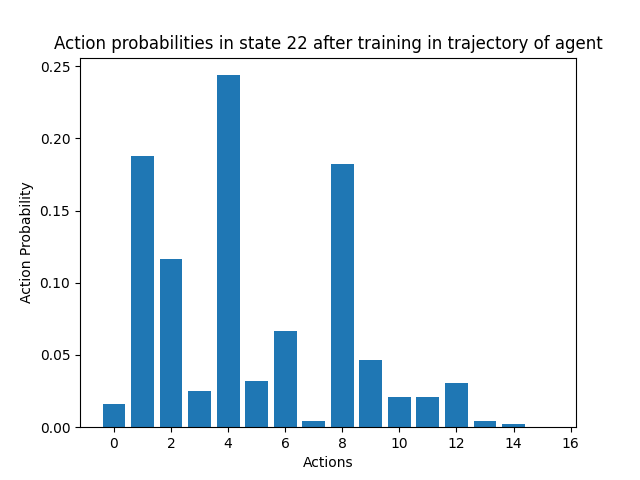 Action probabilities in state 22 after training in trajectory of agent
0.25
0.20
0.15
0.10
0.05
0.00
Action Probability
0 2 4 6 8 10 12 14 16
Actions